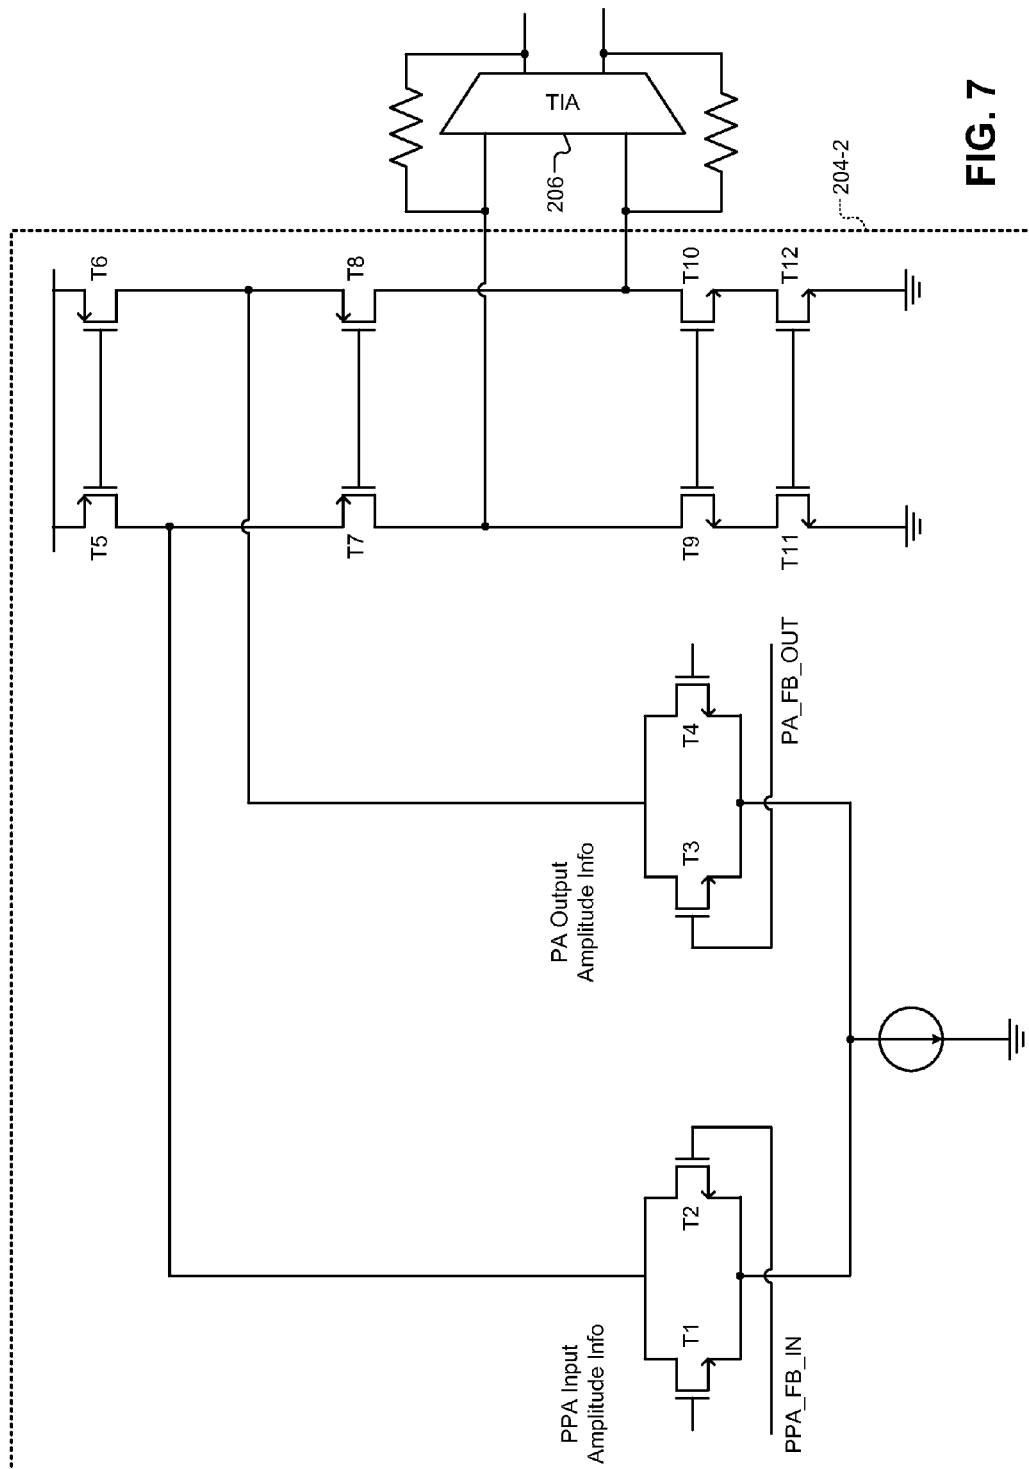 PPA Input
Amplitude Info
PPA_FB_IN
T1
T2
PA Output
Amplitude Info
PA_FB_OUT
T3
T4
T5
T6
T7
T8
T9
T10
T11
T12
TIA
206
204-2
FIG. 7